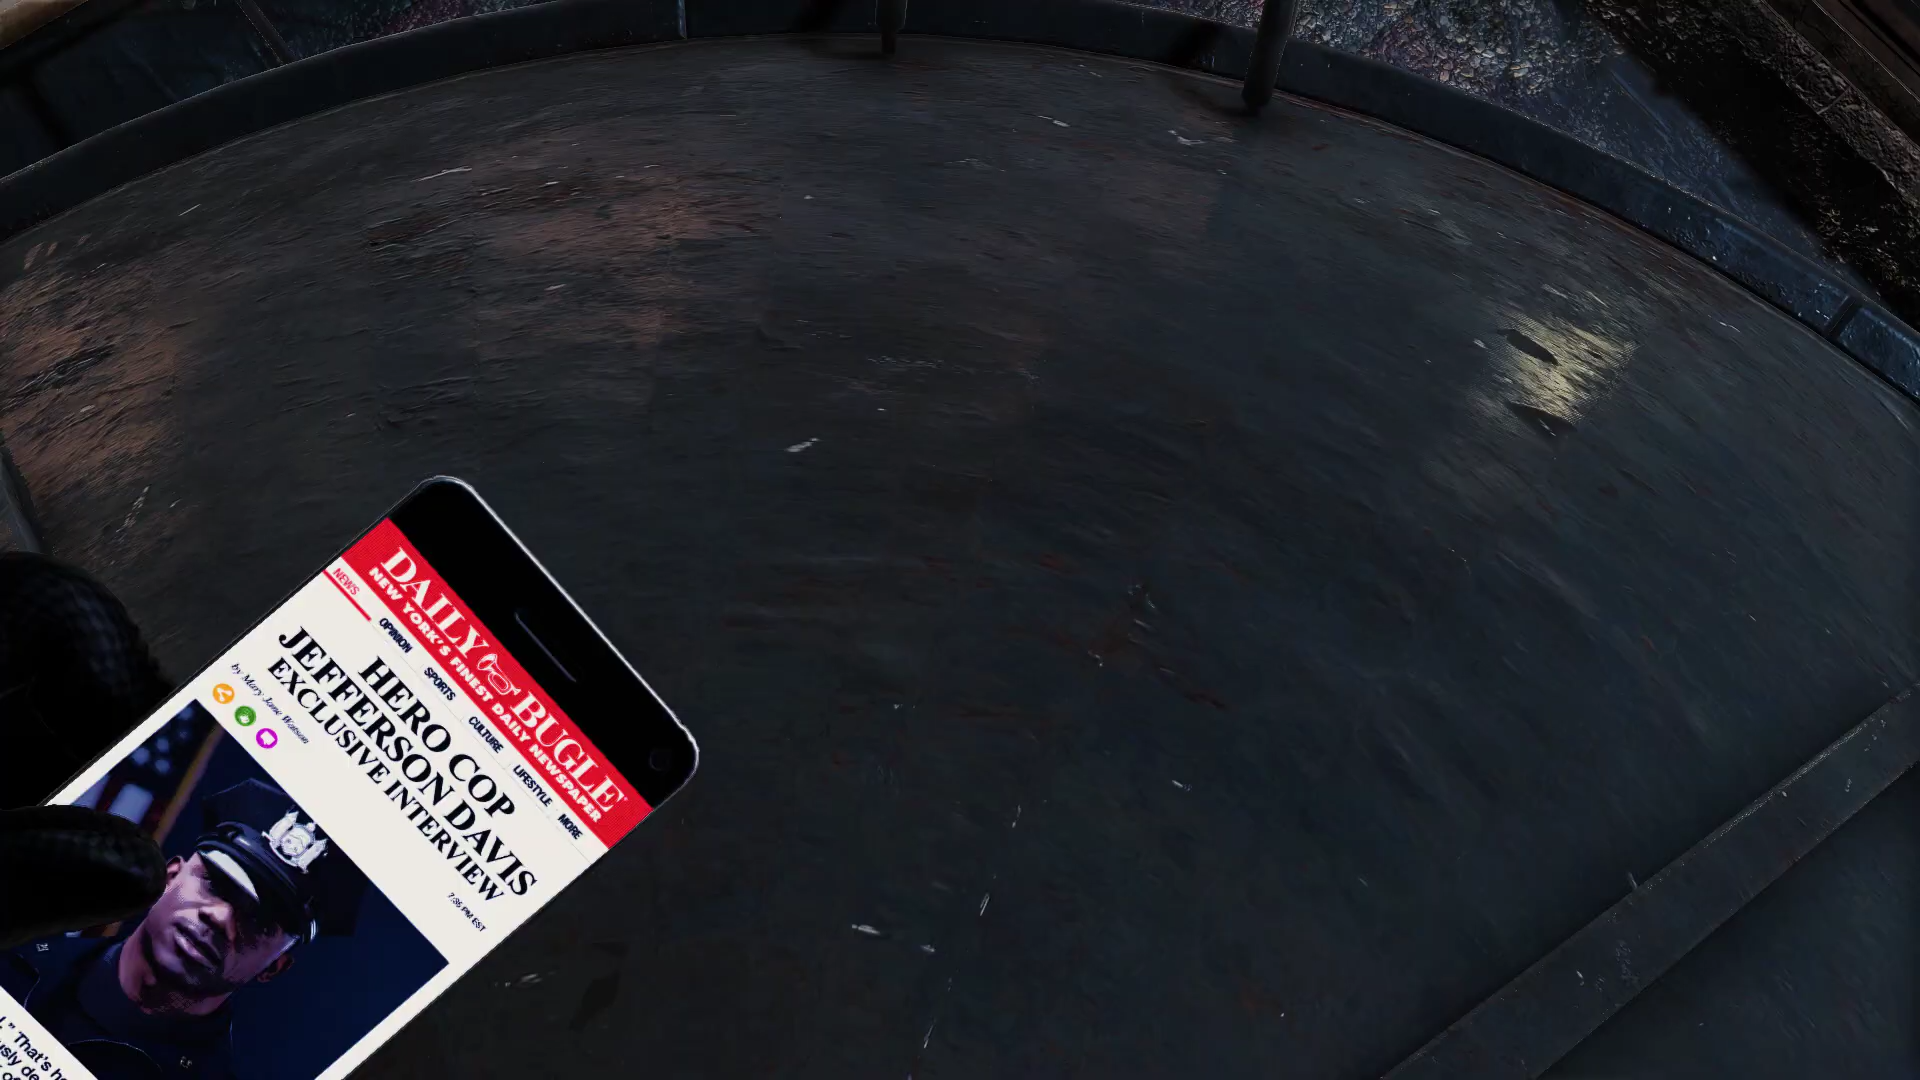 DAILY BUGLE
NEW YORK'S FINEST DAILY NEWSPAPER
NEWS OPINION SPORTS CULTURE LIFESTYLE MORE
HERO COP
JEFFERSON DAVIS
EXCLUSIVE INTERVIEW
by Mary Jane Watson
7:35 PM EST
" That's